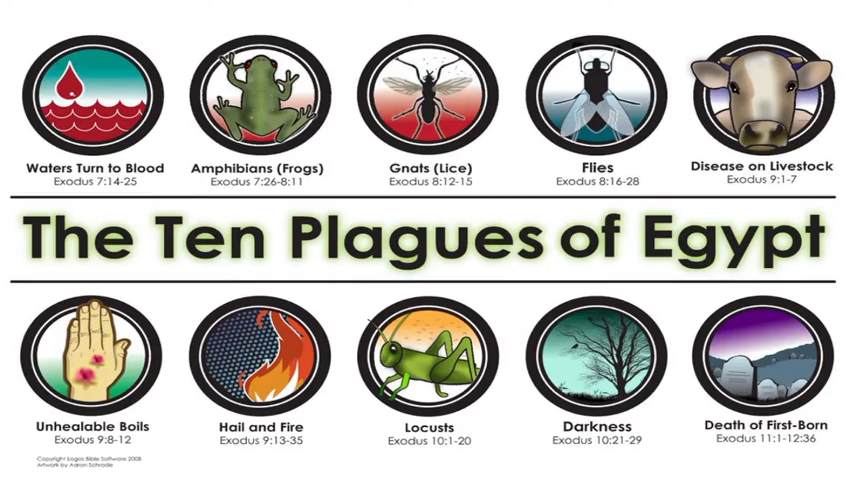 Waters Turn to Blood
Exodus 7:14-25
Amphibians (Frogs)
Exodus 7:26-8:11
Gnats (Lice)
Exodus 8:12-15
Flies
Exodus 8:16-28
Disease on Livestock
Exodus 9:1-7
The Ten Plagues of Egypt
Unhealable Boils
Exodus 9:8-12
Hail and Fire
Exodus 9:13-35
Locusts
Exodus 10:1-20
Darkness
Exodus 10:21-29
Death of First-Born
Exodus 11:1-12:36
Copyright Logos Bible Software 2008
Artwork by Aaron Schrade